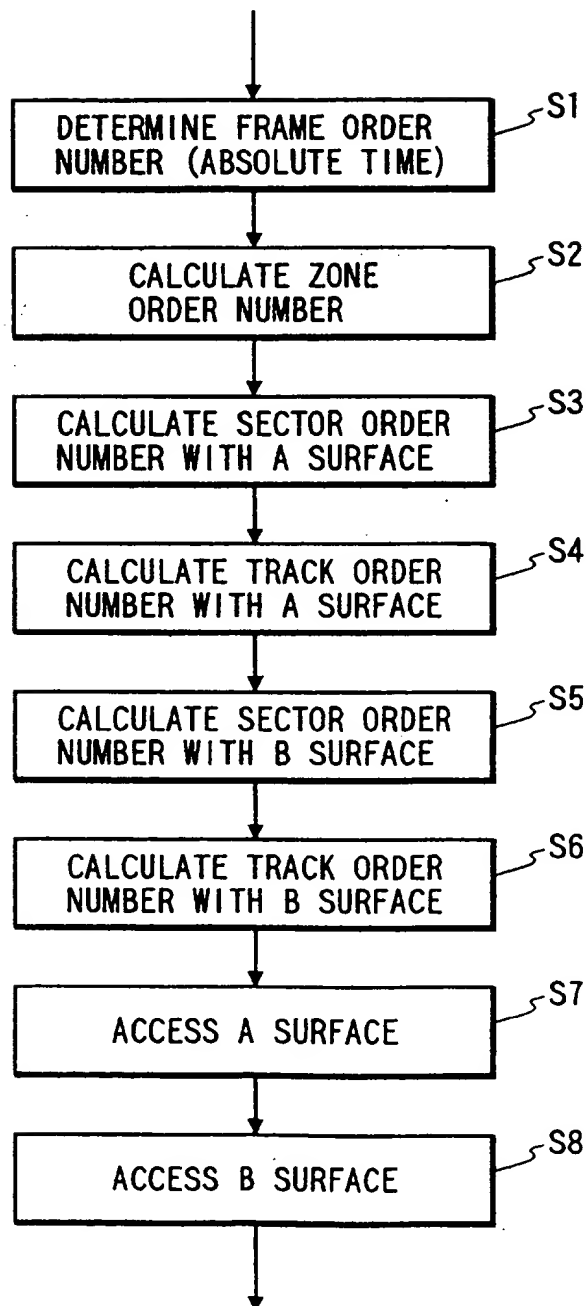 S1
DETERMINE FRAME ORDER
NUMBER (ABSOLUTE TIME)
S2
CALCULATE ZONE
ORDER NUMBER
S3
CALCULATE SECTOR ORDER
NUMBER WITH A SURFACE
S4
CALCULATE TRACK ORDER
NUMBER WITH A SURFACE
S5
CALCULATE SECTOR ORDER
NUMBER WITH B SURFACE
S6
CALCULATE TRACK ORDER
NUMBER WITH B SURFACE
S7
ACCESS A SURFACE
S8
ACCESS B SURFACE